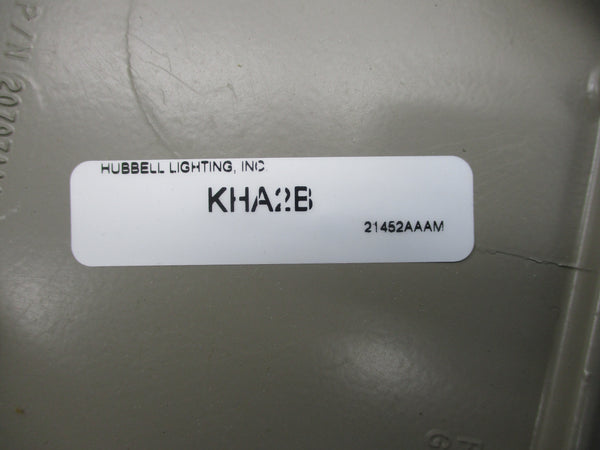 HUBBELL LIGHTING, INC.
KHA2B
21452AAAM
P/N